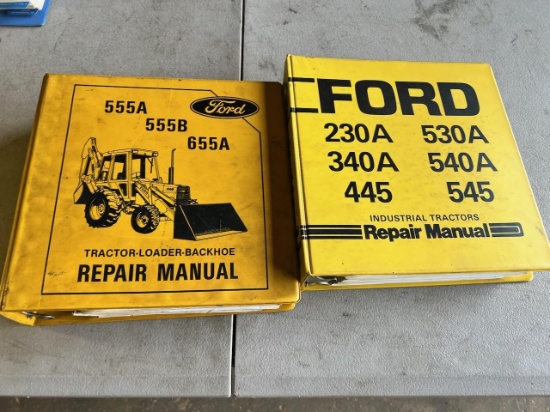 555A
555B
655A
Ford
TRACTOR-LOADER-BACKHOE
REPAIR MANUAL
FORD
230A 530A
340A 540A
445 545
INDUSTRIAL TRACTORS
Repair Manual